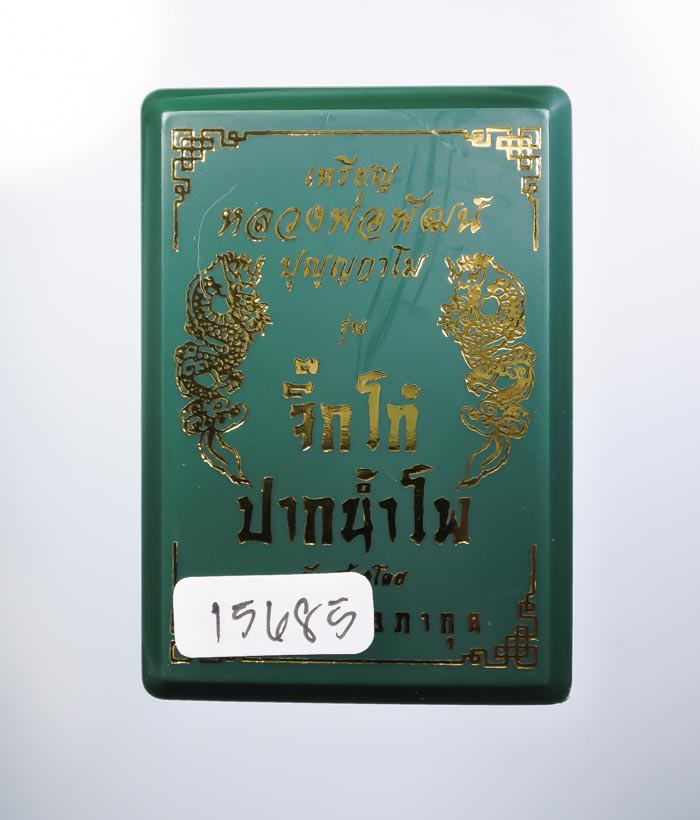 เหรียญ
หลวงพ่อพัฒน์
ปุญฺญกาโม
รุ่น
จิ๊กโก๋
ปากน้ำโพ
15685